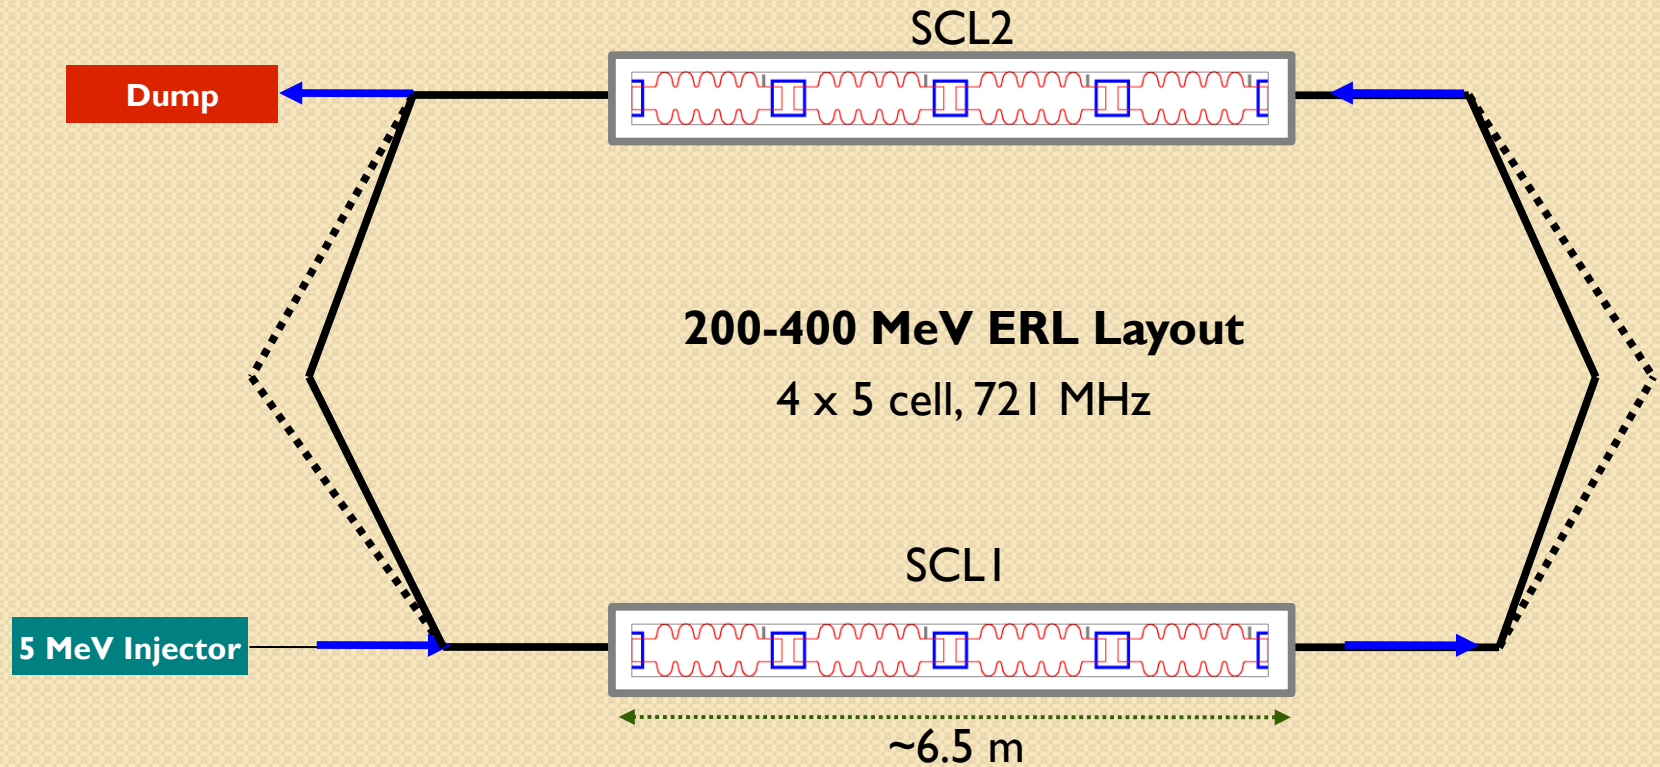 SCL2
Dump
200-400 MeV ERL Layout
4 x 5 cell, 721 MHz
SCL1
5 MeV Injector
~6.5 m